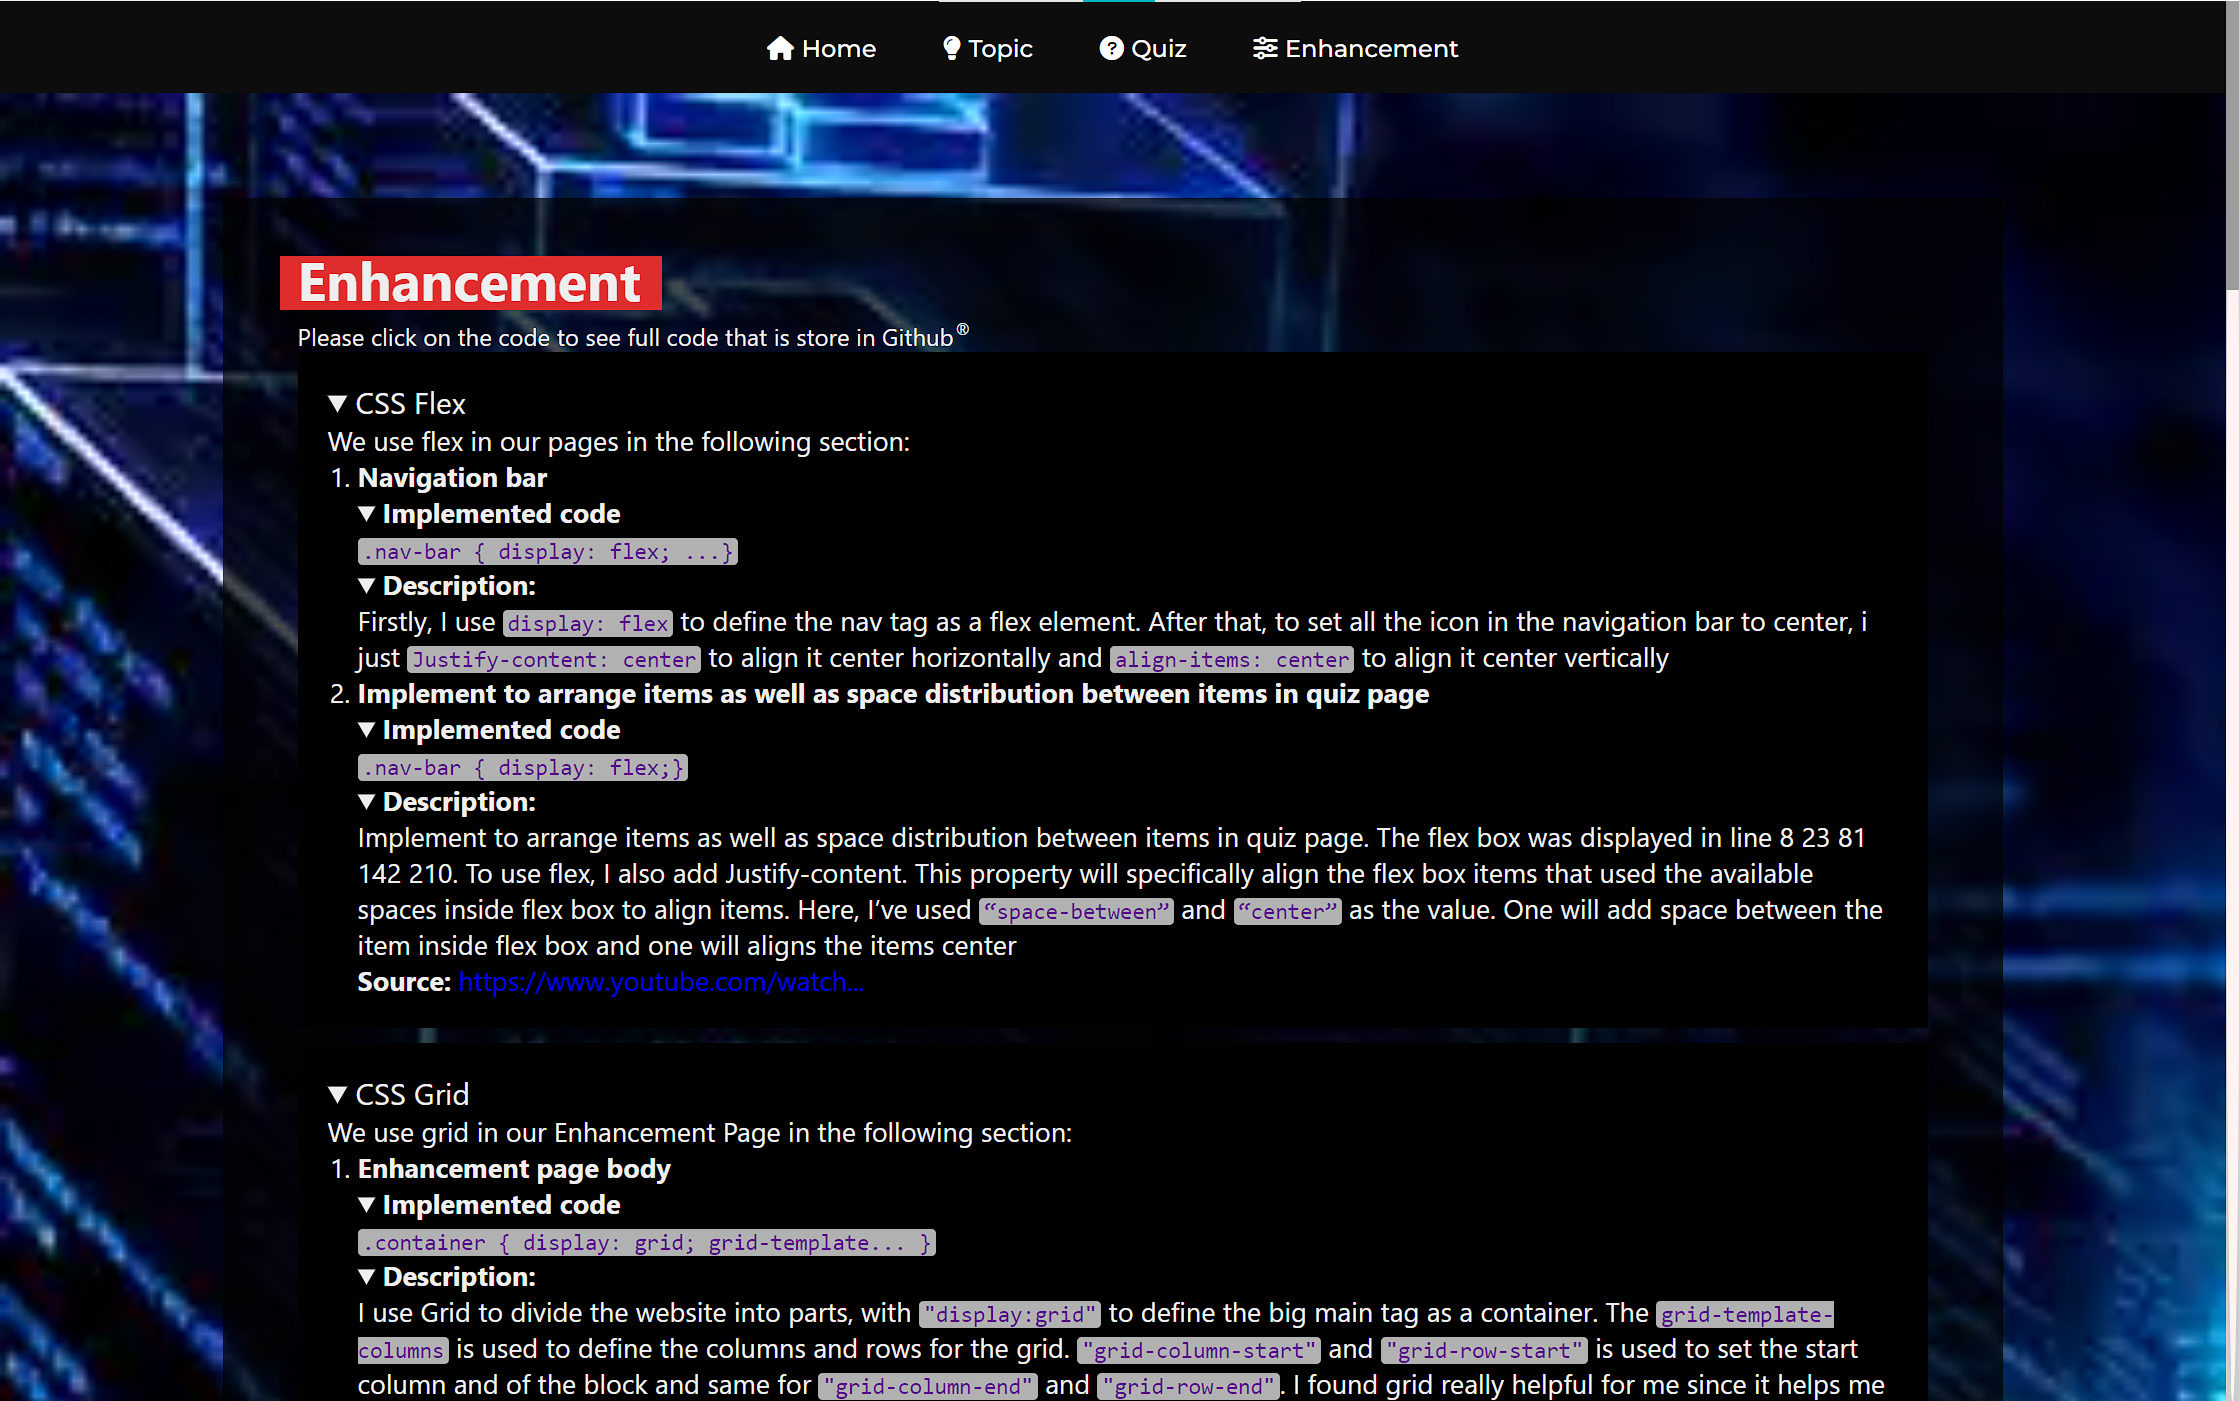 Home Topic Quiz Enhancement
Enhancement
Please click on the code to see full code that is store in Github®
CSS Flex
We use flex in our pages in the following section:
1. Navigation bar
Implemented code
.nav-bar { display: flex; ...}
Description:
Firstly, I use display: flex to define the nav tag as a flex element. After that, to set all the icon in the navigation bar to center, i
just Justify-content: center to align it center horizontally and align-items: center to align it center vertically
2. Implement to arrange items as well as space distribution between items in quiz page
Implemented code
.nav-bar { display: flex;}
Description:
Implement to arrange items as well as space distribution between items in quiz page. The flex box was displayed in line 8 23 81
142 210. To use flex, I also add Justify-content. This property will specifically align the flex box items that used the available
spaces inside flex box to align items. Here, I’ve used “space-between” and “center” as the value. One will add space between the
item inside flex box and one will aligns the items center
Source: https://www.youtube.com/watch...
CSS Grid
We use grid in our Enhancement Page in the following section:
1. Enhancement page body
Implemented code
.container { display: grid; grid-template... }
Description:
I use Grid to divide the website into parts, with "display:grid" to define the big main tag as a container. The grid-template-
columns is used to define the columns and rows for the grid. "grid-column-start" and "grid-row-start" is used to set the start
column and of the block and same for "grid-column-end" and "grid-row-end". I found grid really helpful for me since it helps me